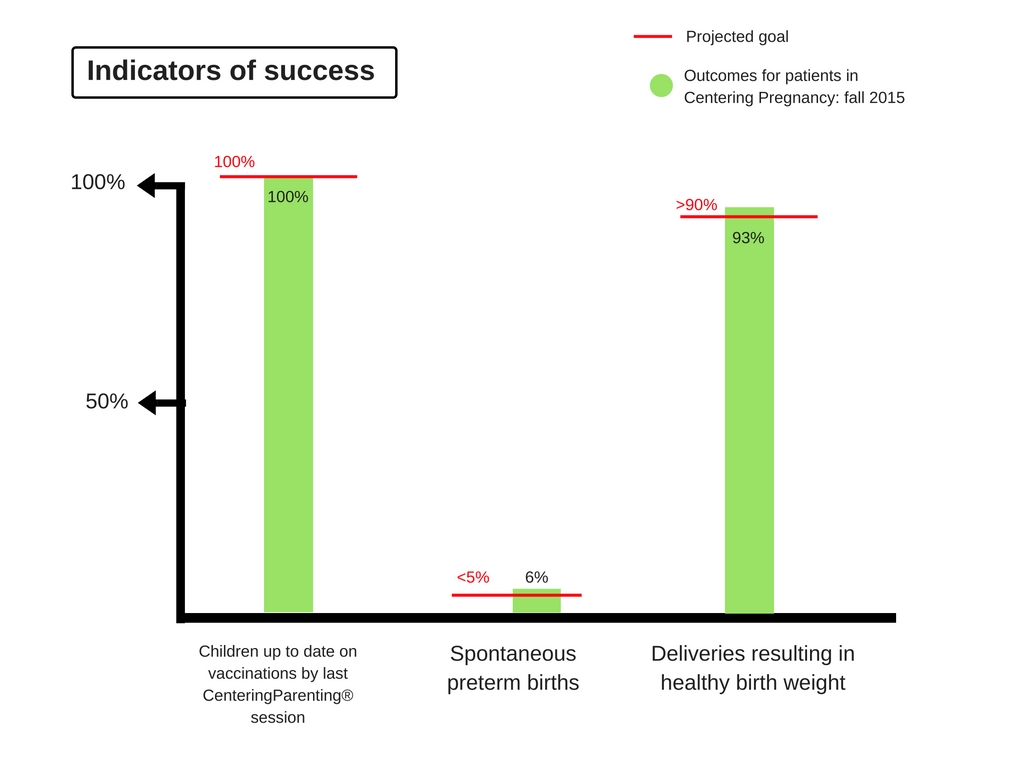 Indicators of success
Projected goal
Outcomes for patients in
Centering Pregnancy: fall 2015
100%
50%
100%
100%
<5%
6%
>90%
93%
Children up to date on
vaccinations by last
CenteringParenting®
session
Spontaneous
preterm births
Deliveries resulting in
healthy birth weight